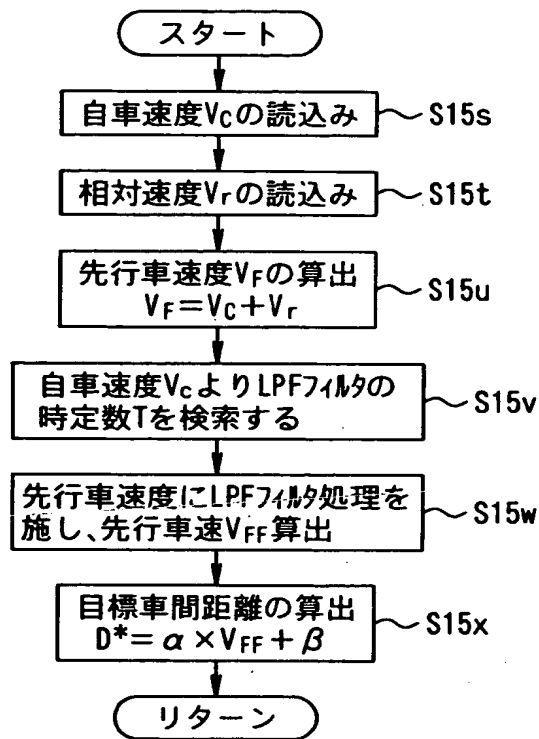 スタート
自車速度VCの読込み
S15s
相対速度Vrの読込み
S15t
先行車速度VFの算出
VF=VC+Vr
S15u
自車速度VcよりLPFフィルタの
時定数Tを検索する
S15v
先行車速度にLPFフィルタ処理を
施し、先行車速VFF算出
S15w
目標車間距離の算出
D*=α×VFF+β
S15x
リターン